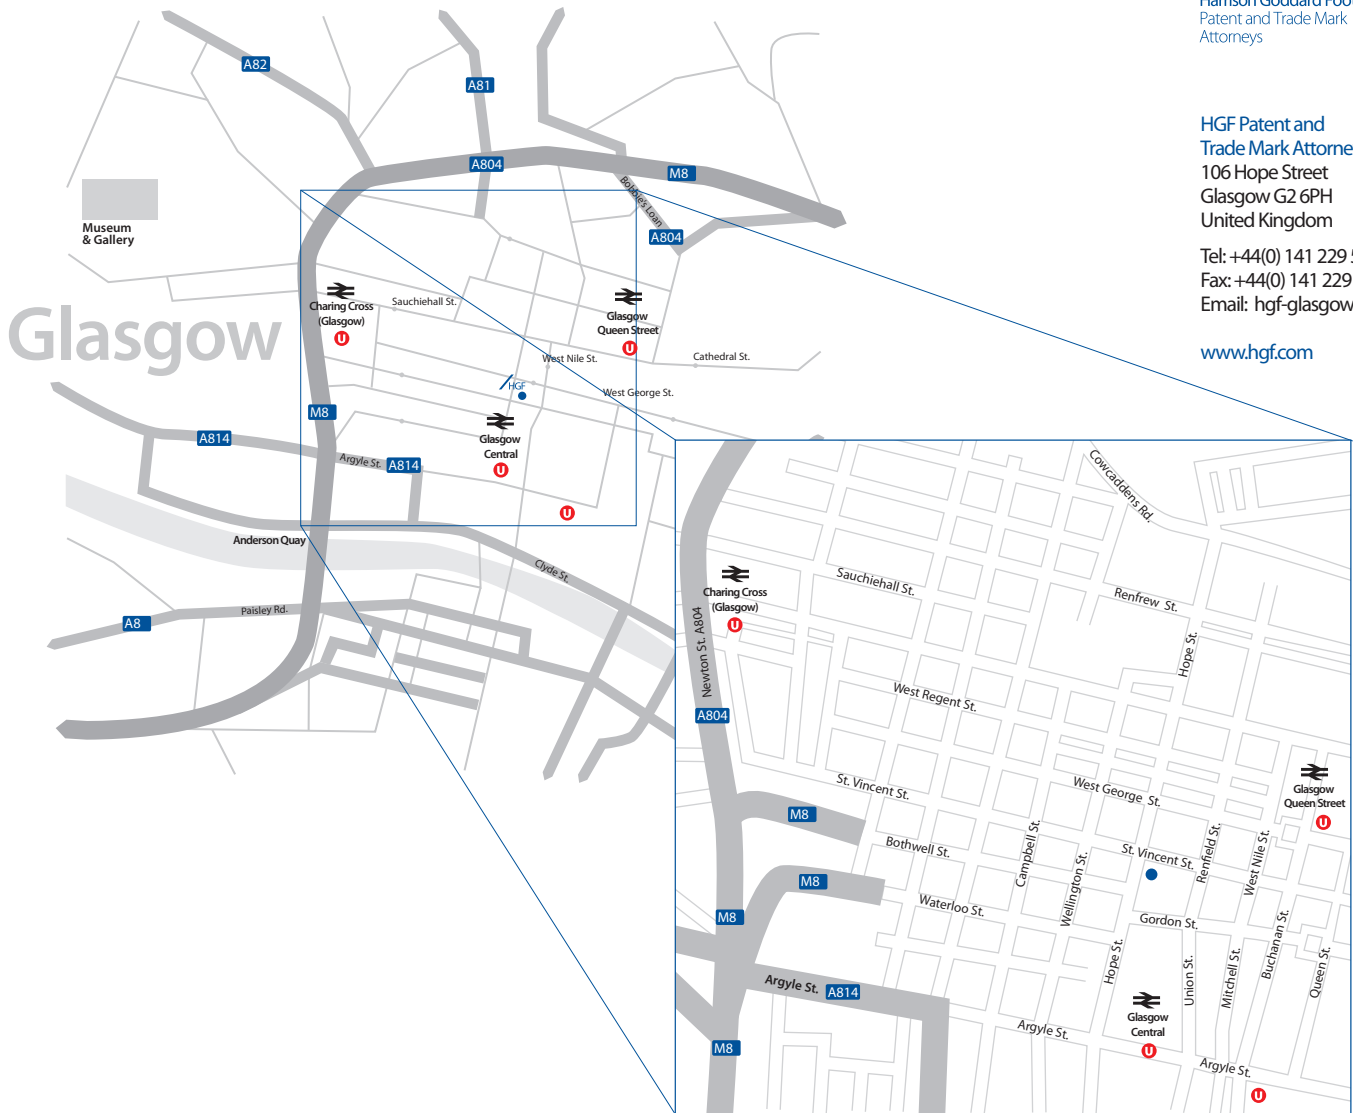 Patent and Trade Mark
Attorneys
HGF Patent and
Trade Mark
106 Hope Street
Glasgow G2 6PH
United Kingdom
Tel: +44(0) 141 229
Fax: +44(0) 141 229
Email: hgf-glasgow
www.hgf.com
A82
A81
A804
M8
Bobbie's Loan
A804
Museum
& Gallery
Glasgow
Charing Cross
(Glasgow)
U
Sauchiehall St.
Glasgow
Queen Street
U
West Nile St.
Cathedral St.
HGF
West George St.
M8
A814
Glasgow
Central
U
Argyle St.
A814
U
Anderson Quay
Clyde St.
Paisley Rd.
A8
Cowcaddens Rd.
Charing Cross
(Glasgow)
U
Sauchiehall St.
Renfrew St.
Newton St. A804
Hope St.
West Regent St.
A804
St. Vincent St.
West George St.
Glasgow
Queen Street
U
M8
Bothwell St.
Campbell St.
Wellington St.
St. Vincent St.
Renfield St.
West Nile St.
M8
Waterloo St.
M8
Gordon St.
Hope St.
Union St.
Mitchell St.
Buchanan St.
Queen St.
Argyle St.
A814
Glasgow
Central
U
Argyle St.
M8
Argyle St.
U